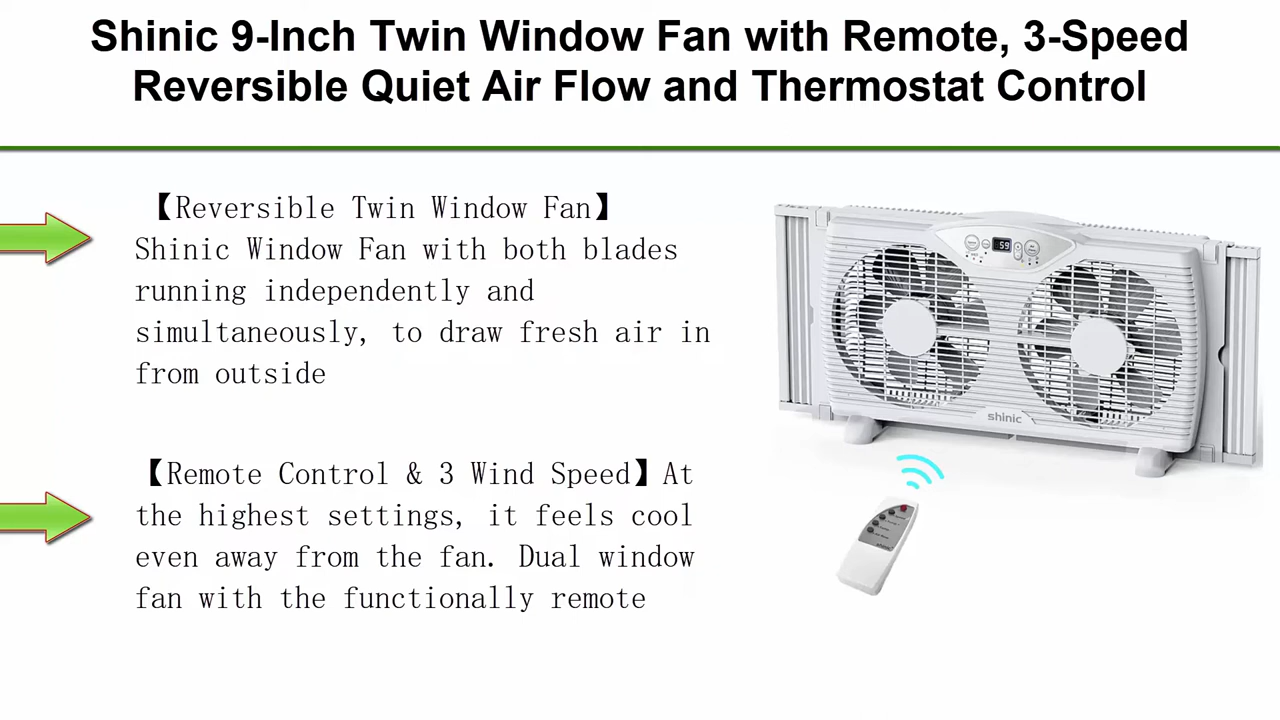 Shinic 9-Inch Twin Window Fan with Remote, 3-Speed
Reversible Quiet Air Flow and Thermostat Control
【Reversible Twin Window Fan】
Shinic Window Fan with both blades
running independently and
simultaneously, to draw fresh air in
from outside
【Remote Control & 3 Wind Speed】At
the highest settings, it feels cool
even away from the fan. Dual window
fan with the functionally remote
59
shinic